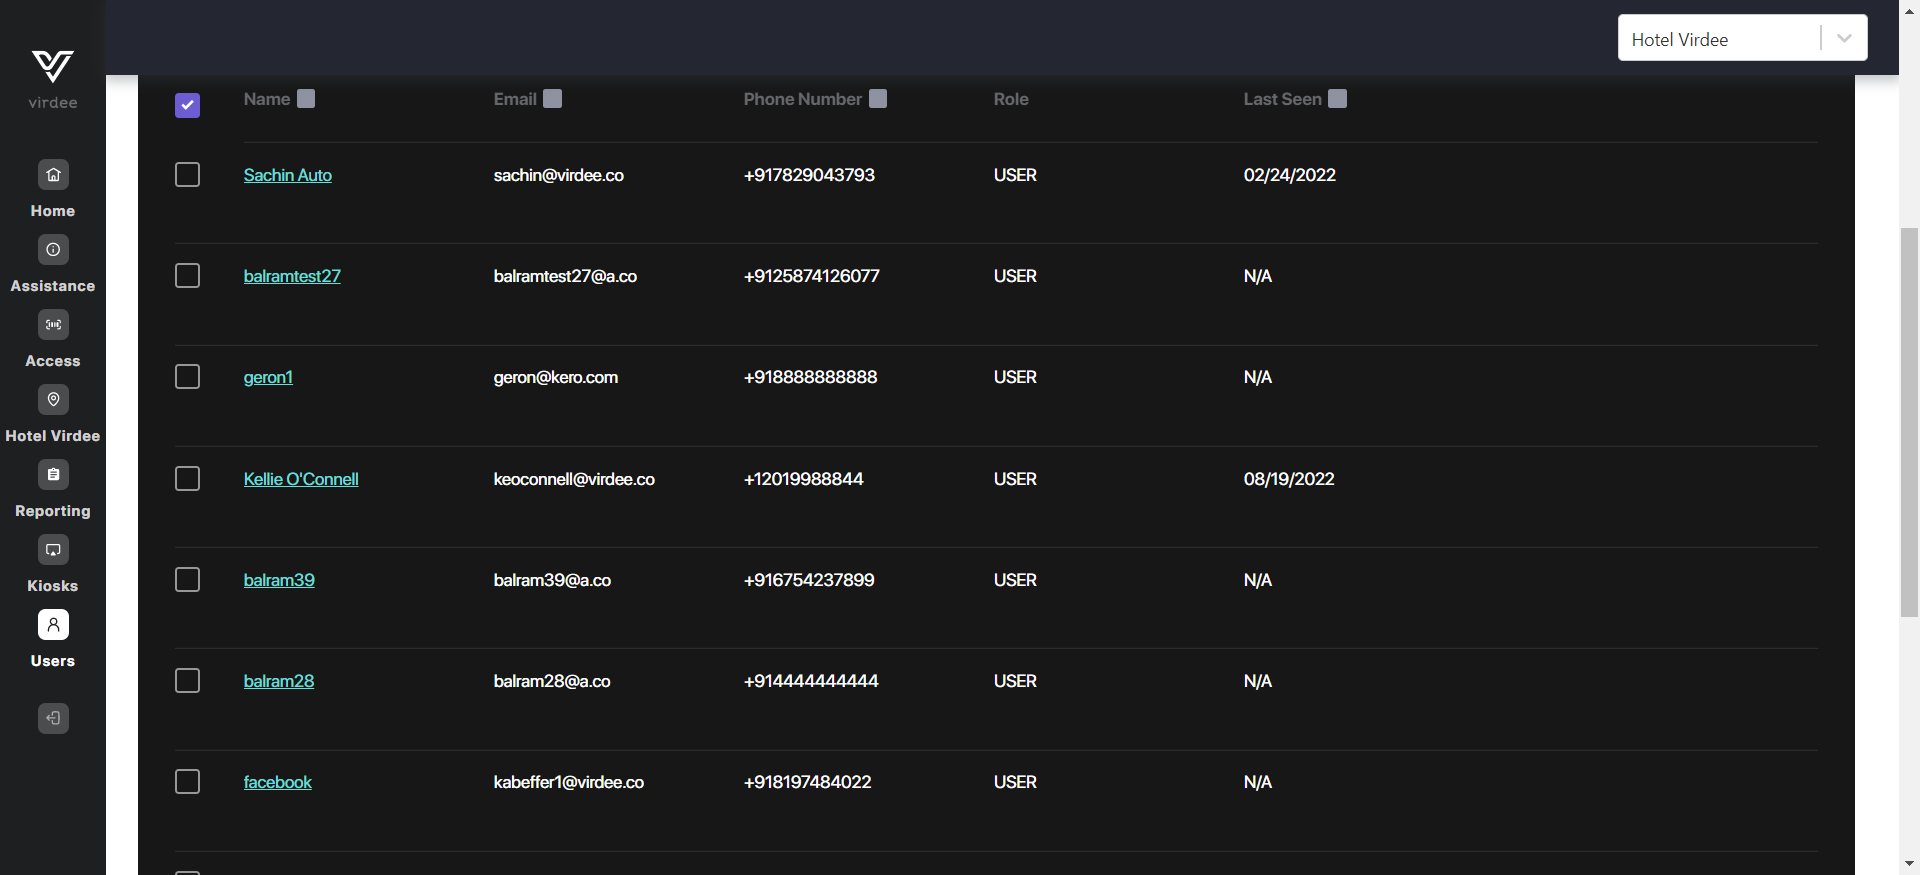 Hotel Virdee
virdee
Home
Assistance
Access
Hotel Virdee
Reporting
Kiosks
Users
Name Email Phone Number Role Last Seen
Sachin Auto sachin@virdee.co +917829043793 USER 02/24/2022
balramtest27 balramtest27@a.co +9125874126077 USER N/A
geron1 geron@kero.com +918888888888 USER N/A
Kellie O'Connell keoconnell@virdee.co +12019988844 USER 08/19/2022
balram39 balram39@a.co +916754237899 USER N/A
balram28 balram28@a.co +914444444444 USER N/A
facebook kabeffer1@virdee.co +918197484022 USER N/A